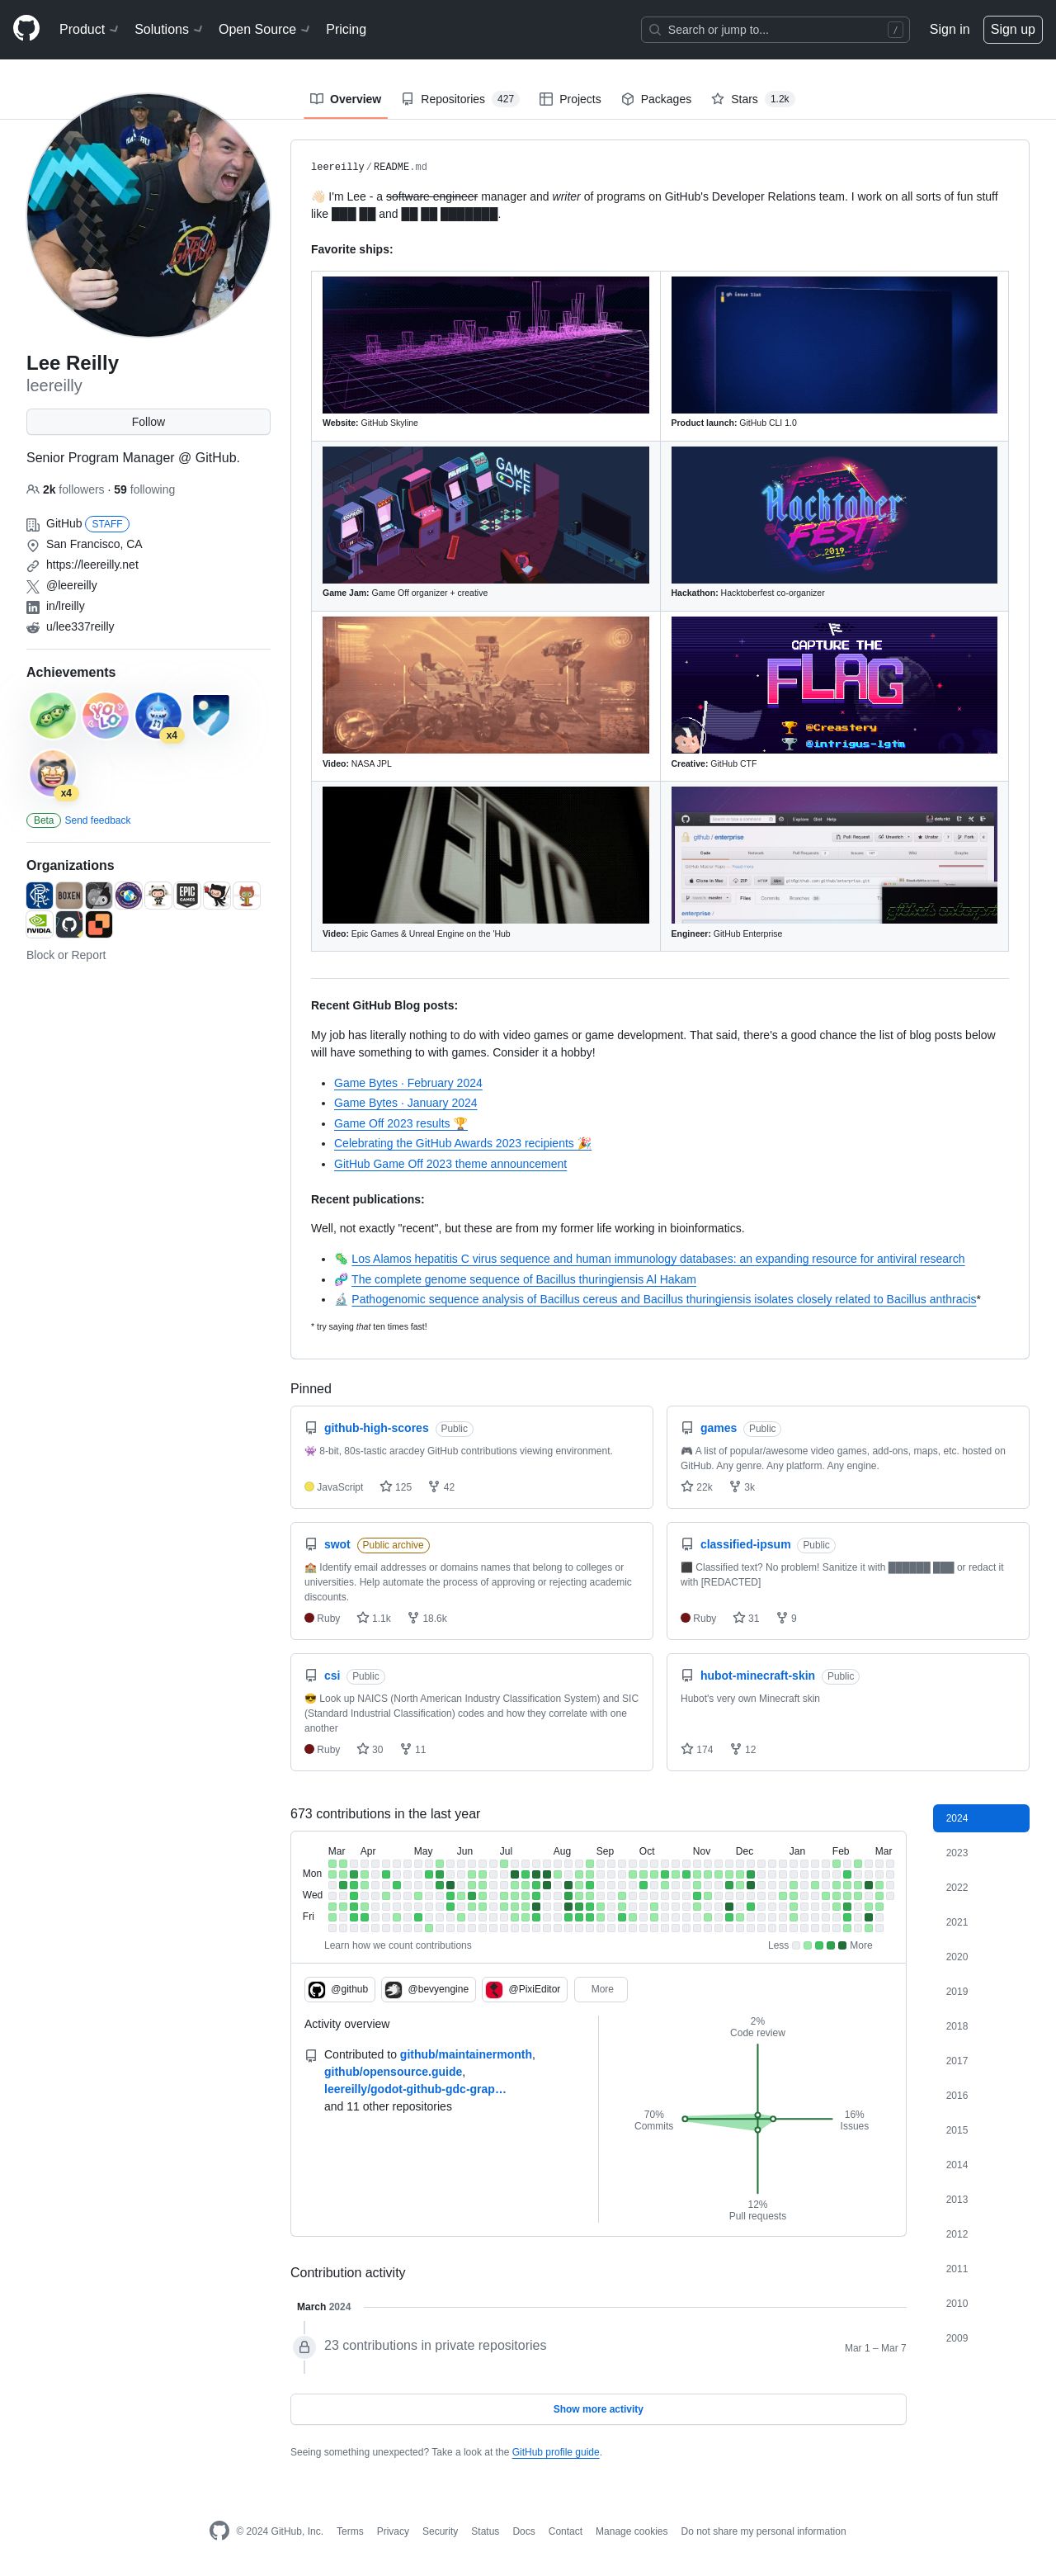 Product
Solutions
Open Source
Pricing
Search or jump to...
/
Sign in
Sign up
Overview
Repositories 427
Projects
Packages
Stars 1.2k
Lee Reilly
leereilly
Follow
Senior Program Manager @ GitHub.
2k followers · 59 following
GitHub STAFF
San Francisco, CA
https://leereilly.net
@leereilly
in/lreilly
u/lee337reilly
Achievements
x4
x4
Beta Send feedback
Organizations
BOXEN
EPIC GAMES
NVIDIA
Block or Report
leereilly/README.md
👋🏻 I'm Lee - a software engineer manager and writer of programs on GitHub's Developer Relations team. I work on all sorts of fun stuff
like ███ ██ and ██ ██ ███████.
Favorite ships:
Website: GitHub Skyline
Product launch: GitHub CLI 1.0
GAME OFF
Game Jam: Game Off organizer + creative
Hacktober
FEST
2019
Hackathon: Hacktoberfest co-organizer
Video: NASA JPL
CAPTURE THE
FLAG
@Creastery
@intrigus-lgtm
Creative: GitHub CTF
Video: Epic Games & Unreal Engine on the 'Hub
github / enterprise
github enterpris
Engineer: GitHub Enterprise
Recent GitHub Blog posts:
My job has literally nothing to do with video games or game development. That said, there's a good chance the list of blog posts below
will have something to with games. Consider it a hobby!
Game Bytes · February 2024
Game Bytes · January 2024
Game Off 2023 results 🏆
Celebrating the GitHub Awards 2023 recipients 🎉
GitHub Game Off 2023 theme announcement
Recent publications:
Well, not exactly "recent", but these are from my former life working in bioinformatics.
🦠 Los Alamos hepatitis C virus sequence and human immunology databases: an expanding resource for antiviral research
🧬 The complete genome sequence of Bacillus thuringiensis Al Hakam
🔬 Pathogenomic sequence analysis of Bacillus cereus and Bacillus thuringiensis isolates closely related to Bacillus anthracis*
* try saying that ten times fast!
Pinned
github-high-scores Public
👾 8-bit, 80s-tastic aracdey GitHub contributions viewing environment.
JavaScript 125 42
games Public
🎮 A list of popular/awesome video games, add-ons, maps, etc. hosted on
GitHub. Any genre. Any platform. Any engine.
22k 3k
swot Public archive
🏫 Identify email addresses or domains names that belong to colleges or
universities. Help automate the process of approving or rejecting academic
discounts.
Ruby 1.1k 18.6k
classified-ipsum Public
⬛ Classified text? No problem! Sanitize it with ██████ ███ or redact it
with [REDACTED]
Ruby 31 9
csi Public
😎 Look up NAICS (North American Industry Classification System) and SIC
(Standard Industrial Classification) codes and how they correlate with one
another
Ruby 30 11
hubot-minecraft-skin Public
Hubot's very own Minecraft skin
174 12
673 contributions in the last year
Mar Apr May Jun Jul Aug Sep Oct Nov Dec Jan Feb Mar
Mon
Wed
Fri
Learn how we count contributions
Less More
@github
@bevyengine
@PixiEditor
More
Activity overview
Contributed to github/maintainermonth,
github/opensource.guide,
leereilly/godot-github-gdc-grap…
and 11 other repositories
2%
Code review
70%
Commits
16%
Issues
12%
Pull requests
2024
2023
2022
2021
2020
2019
2018
2017
2016
2015
2014
2013
2012
2011
2010
2009
Contribution activity
March 2024
23 contributions in private repositories
Mar 1 – Mar 7
Show more activity
Seeing something unexpected? Take a look at the GitHub profile guide.
© 2024 GitHub, Inc.
Terms
Privacy
Security
Status
Docs
Contact
Manage cookies
Do not share my personal information